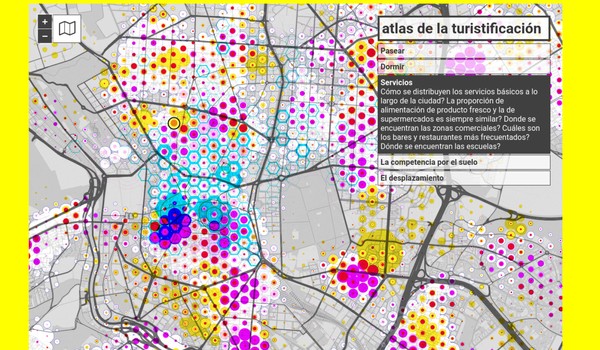 +
−
atlas de la turistificación
Pasear
Dormir
Servicios
Cómo se distribuyen los servicios básicos a lo
largo de la ciudad? La proporción de
alimentación de producto fresco y la de
supermercados es siempre similar? Donde se
encuentran las zonas comerciales? Cuáles son
los bares y restaurantes más frecuentados?
Dónde se encuentran las escuelas?
La competencia por el suelo
El desplazamiento